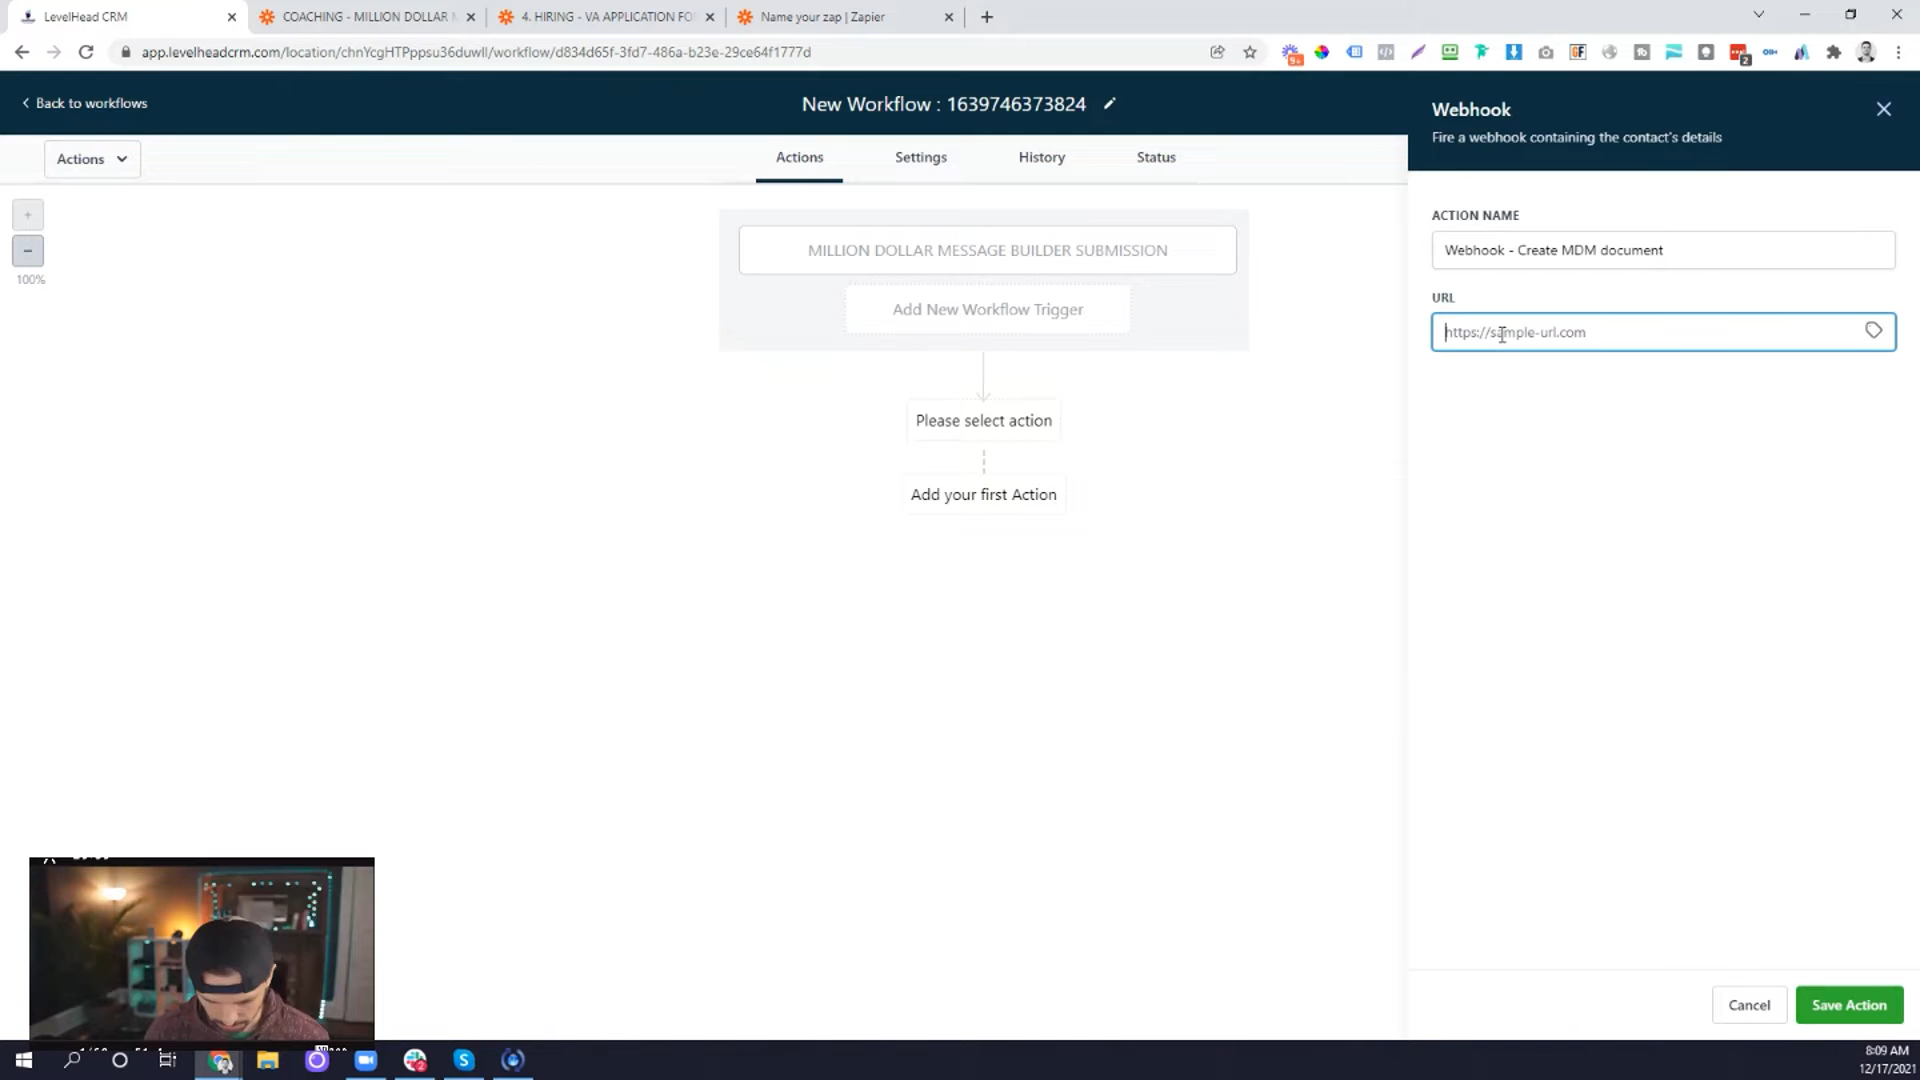 LevelHead CRM
COACHING - MILLION DOLLAR M
4. HIRING - VA APPLICATION FO
Name your zap | Zapier
app.levelheadcrm.com/location/chnYcgHTPppsu36duwll/workflow/d834d65f-3fd7-486a-b23e-29ce64f1777d
Back to workflows
New Workflow : 1639746373824
Webhook
Fire a webhook containing the contact's details
Actions
Actions
Settings
History
Status
100%
MILLION DOLLAR MESSAGE BUILDER SUBMISSION
Add New Workflow Trigger
Please select action
Add your first Action
ACTION NAME
Webhook - Create MDM document
URL
https://sample-url.com
Cancel
Save Action
8:09 AM
12/17/2021